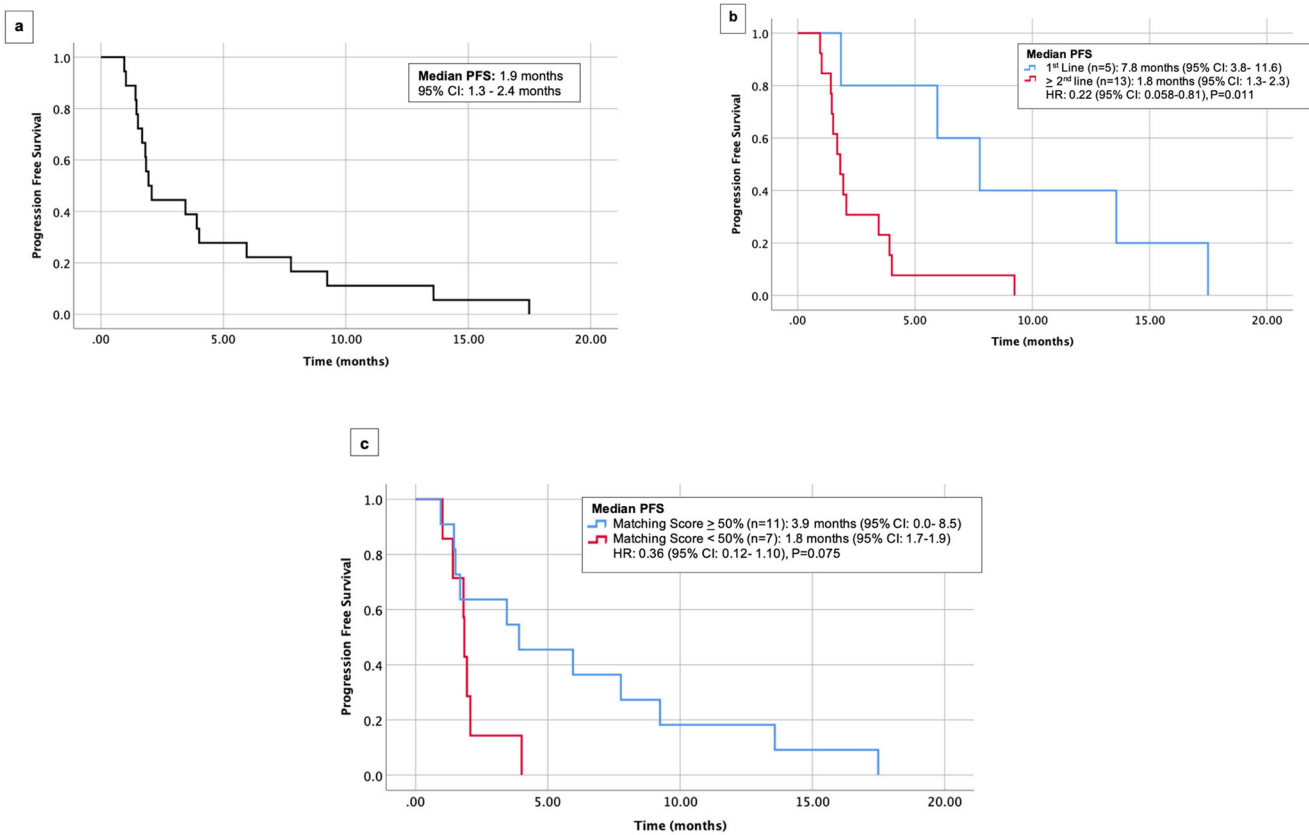 a
Median PFS: 1.9 months
95% CI: 1.3 - 2.4 months
Progression Free Survival
1.0
0.8
0.6
0.4
0.2
0.0
.00 5.00 10.00 15.00 20.00
Time (months)
b
Median PFS
1st Line (n=5): 7.8 months (95% CI: 3.8- 11.6)
≥ 2nd line (n=13): 1.8 months (95% CI: 1.3- 2.3)
HR: 0.22 (95% CI: 0.058-0.81), P=0.011
Progression Free Survival
1.0
0.8
0.6
0.4
0.2
0.0
.00 5.00 10.00 15.00 20.00
Time (months)
c
Median PFS
Matching Score ≥ 50% (n=11): 3.9 months (95% CI: 0.0- 8.5)
Matching Score < 50% (n=7): 1.8 months (95% CI: 1.7-1.9)
HR: 0.36 (95% CI: 0.12- 1.10), P=0.075
Progression Free Survival
1.0
0.8
0.6
0.4
0.2
0.0
.00 5.00 10.00 15.00 20.00
Time (months)